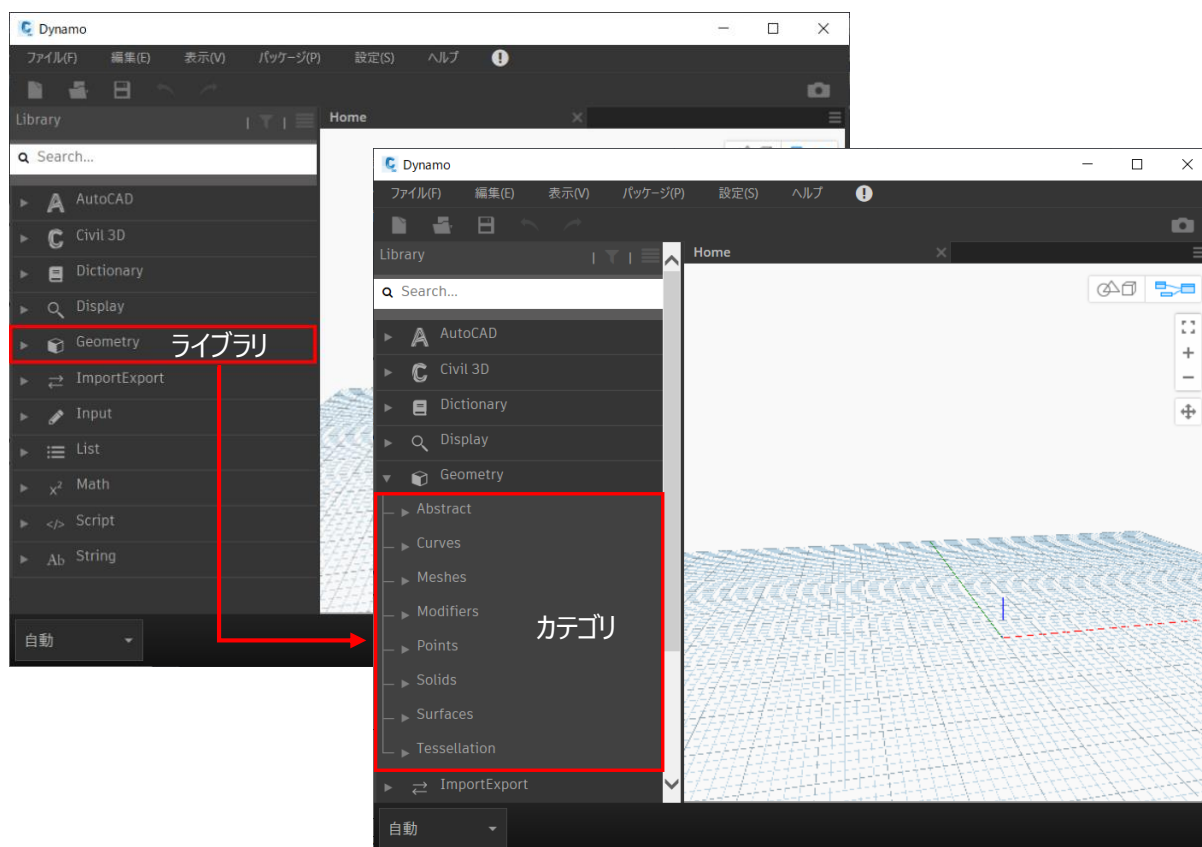 Dynamo
ファイル(F) 編集(E) 表示(V) パッケージ(P) 設定(S) ヘルプ
Library
Home
Search...
AutoCAD
Civil 3D
Dictionary
Display
Geometry
ライブラリ
ImportExport
Input
List
Math
Script
String
自動
Dynamo
ファイル(F) 編集(E) 表示(V) パッケージ(P) 設定(S) ヘルプ
Library
Home
Search...
AutoCAD
Civil 3D
Dictionary
Display
Geometry
Abstract
Curves
Meshes
Modifiers
Points
Solids
Surfaces
Tessellation
カテゴリ
ImportExport
自動